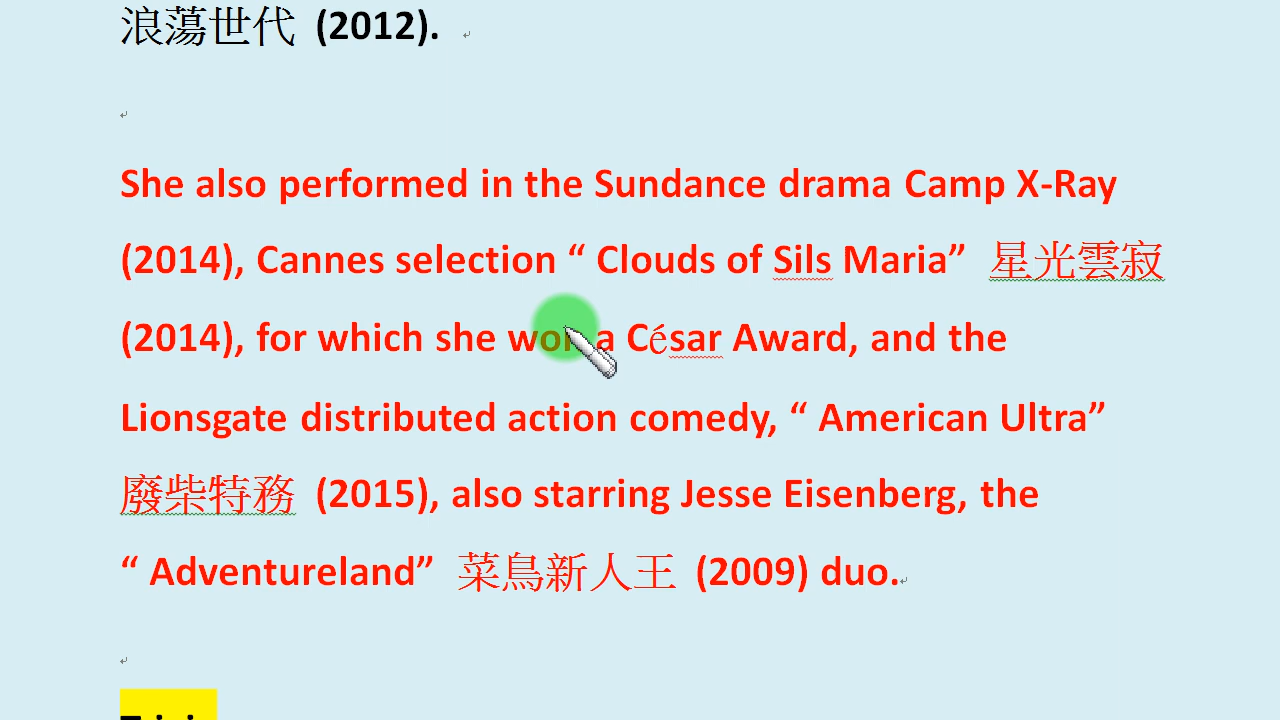 浪蕩世代 (2012).
She also performed in the Sundance drama Camp X-Ray
(2014), Cannes selection “ Clouds of Sils Maria” 星光雲寂
(2014), for which she won a César Award, and the
Lionsgate distributed action comedy, “ American Ultra”
廢柴特務 (2015), also starring Jesse Eisenberg, the
“ Adventureland” 菜鳥新人王 (2009) duo.